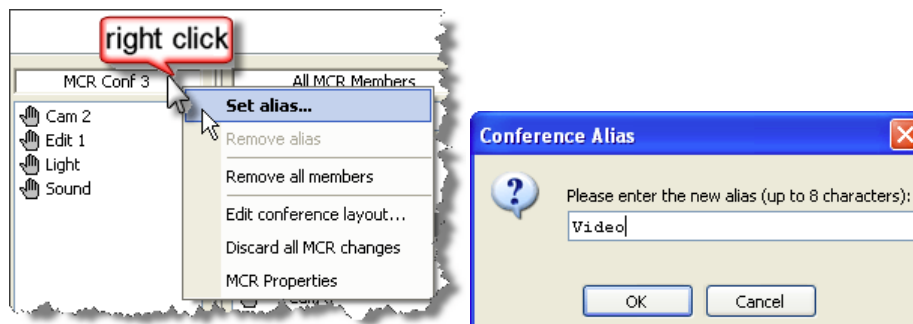 right click
MCR Conf 3
All MCR Members
Cam 2
Edit 1
Light
Sound
Set alias...
Remove alias
Remove all members
Edit conference layout...
Discard all MCR changes
MCR Properties
Conference Alias
Please enter the new alias (up to 8 characters):
Video
OK
Cancel